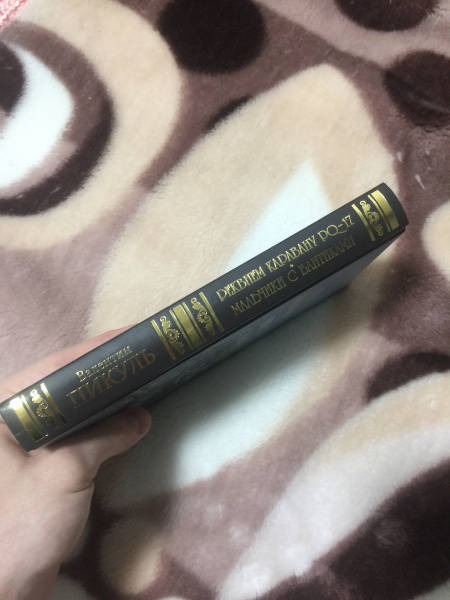 Валентин
ПИКУЛЬ
РЕКВИЕМ КАРАВАНУ PQ-17
МАЛЬЧИКИ С БАНТИКАМИ